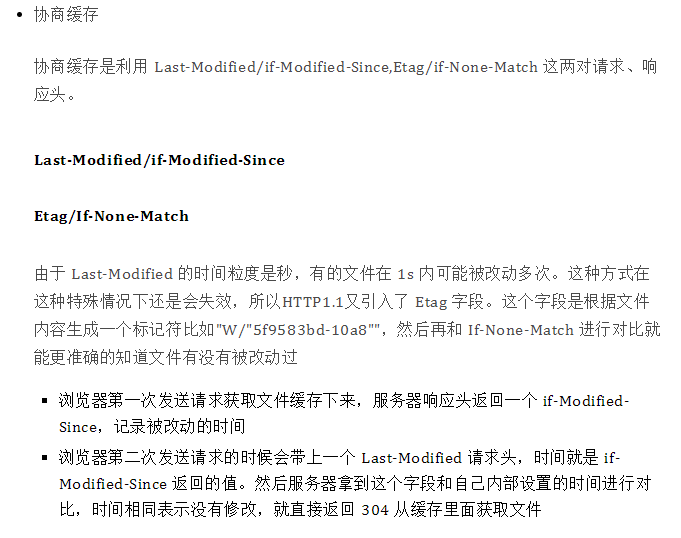 协商缓存
协商缓存是利用 Last-Modified/if-Modified-Since,Etag/if-None-Match 这两对请求、响
应头。
Last-Modified/if-Modified-Since
Etag/If-None-Match
由于 Last-Modified 的时间粒度是秒，有的文件在 1s 内可能被改动多次。这种方式在
这种特殊情况下还是会失效，所以HTTP1.1又引入了 Etag 字段。这个字段是根据文件
内容生成一个标记符比如"W/"5f9583bd-10a8""，然后再和 If-None-Match 进行对比就
能更准确的知道文件有没有被改动过
浏览器第一次发送请求获取文件缓存下来，服务器响应头返回一个 if-Modified-
Since，记录被改动的时间
浏览器第二次发送请求的时候会带上一个 Last-Modified 请求头，时间就是 if-
Modified-Since 返回的值。然后服务器拿到这个字段和自己内部设置的时间进行对
比，时间相同表示没有修改，就直接返回 304 从缓存里面获取文件